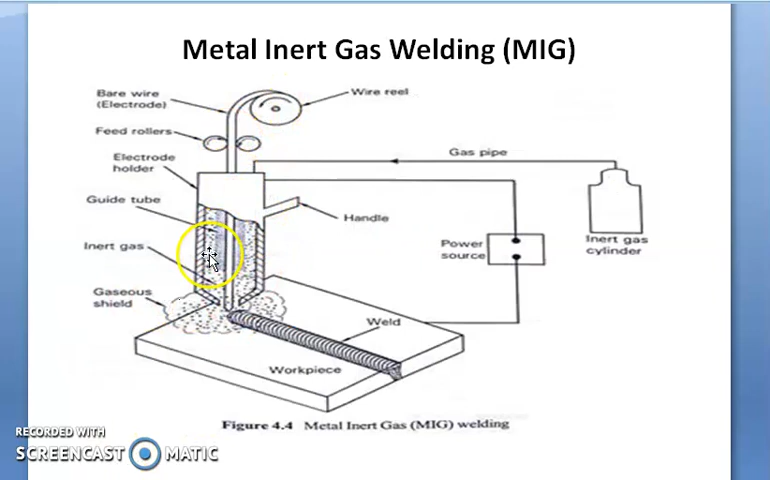 Metal Inert Gas Welding (MIG)
Bare wire
(Electrode)
Wire reel
Feed rollers
Electrode
holder
Gas pipe
Guide tube
Handle
Inert gas
Power
source
Inert gas
cylinder
Gaseous
shield
Weld
Workpiece
Figure 4.4 Metal Inert Gas (MIG) welding
RECORDED WITH
SCREENCAST MATIC